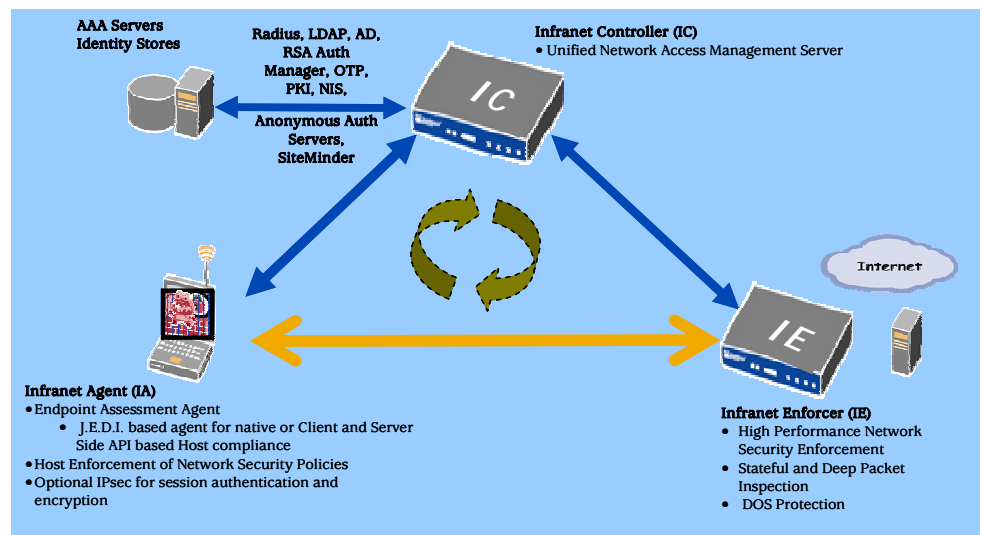 AAA Servers
Identity Stores
Radius, LDAP, AD,
RSA Auth
Manager, OTP,
PKI, NIS,
Anonymous Auth
Servers,
SiteMinder
Infranet Controller (IC)
• Unified Network Access Management Server
IC
Internet
IE
Infranet Agent (IA)
• Endpoint Assessment Agent
• J.E.D.I. based agent for native or Client and Server
Side API based Host compliance
• Host Enforcement of Network Security Policies
• Optional IPsec for session authentication and
encryption
Infranet Enforcer (IE)
• High Performance Network
Security Enforcement
• Stateful and Deep Packet
Inspection
• DOS Protection